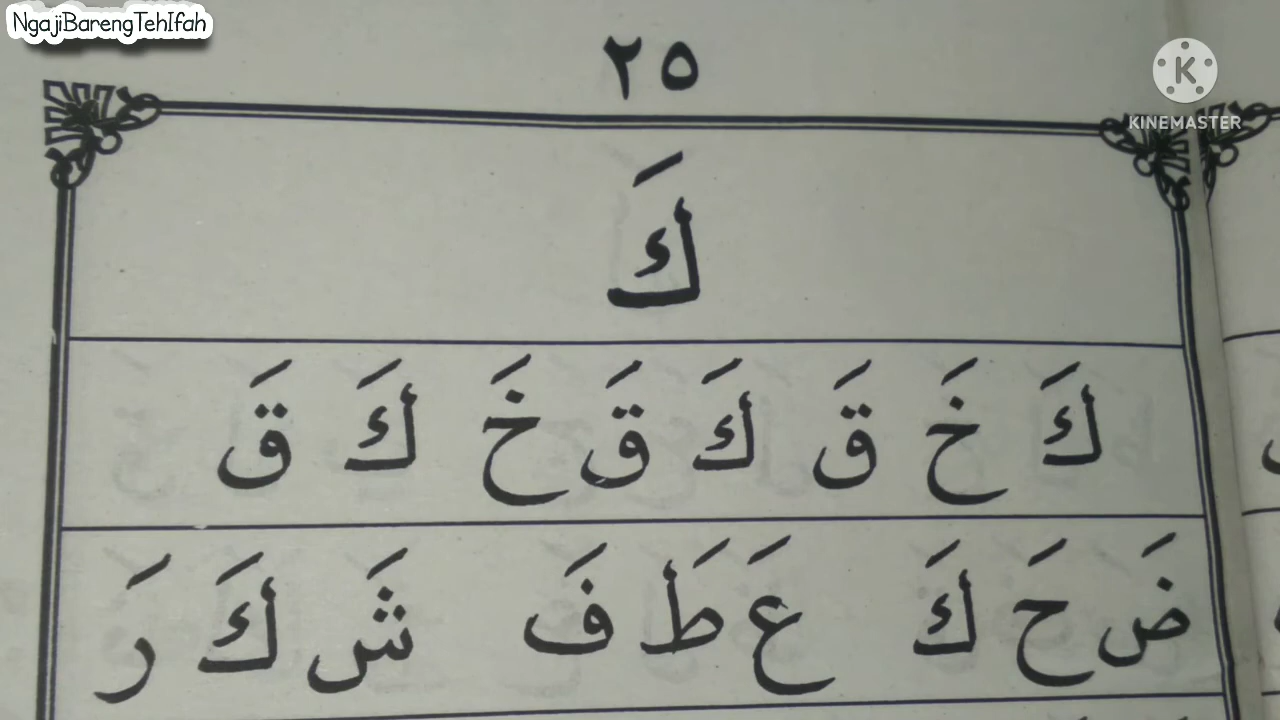 NgajiBarengTehIfah
٢٥
KINEMASTER
كَ
كَ خَ قَ كَ قَ خَ كَ قَ
ضَ حَ كَ عَ طَ فَ شَ كَ رَ